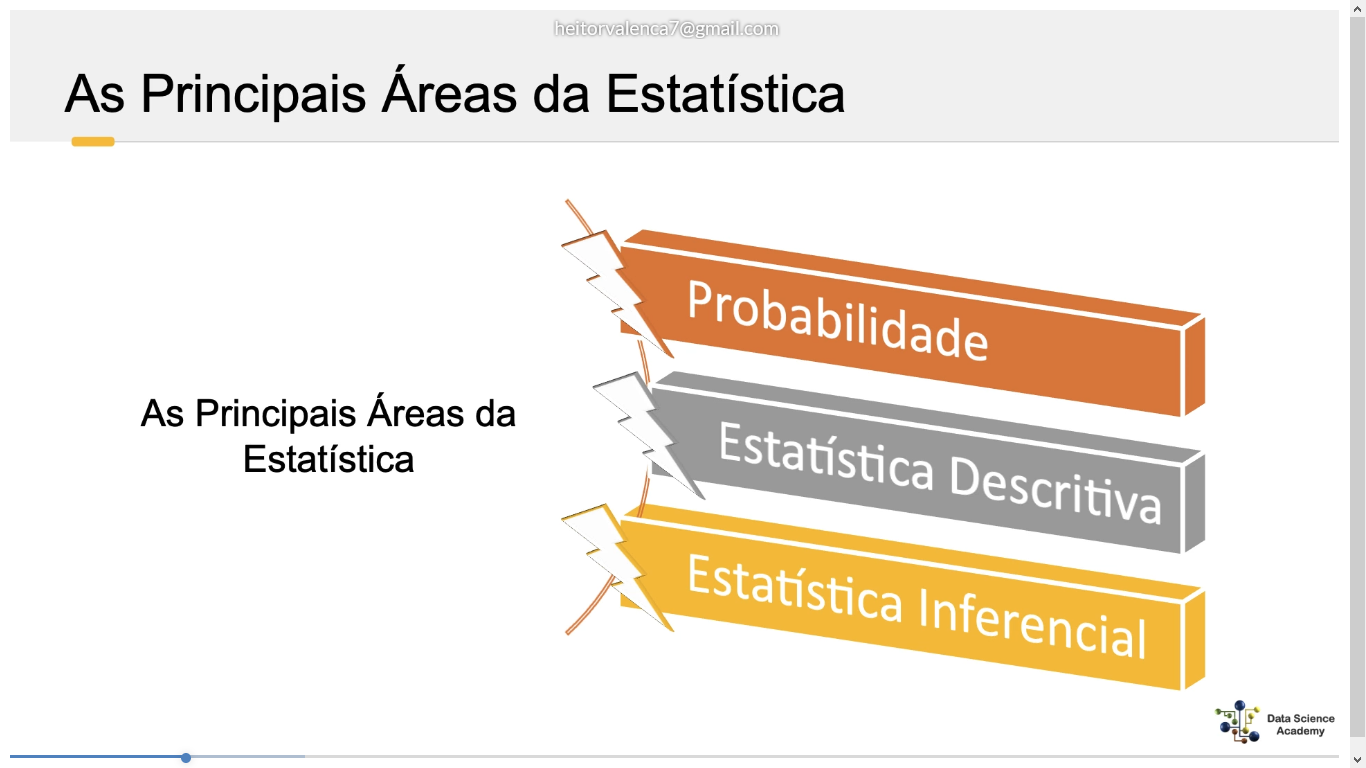 heitorvalenca7@gmail.com
As Principais Áreas da Estatística
As Principais Áreas da
Estatística
Probabilidade
Estatística Descritiva
Estatística Inferencial
Data Science
Academy